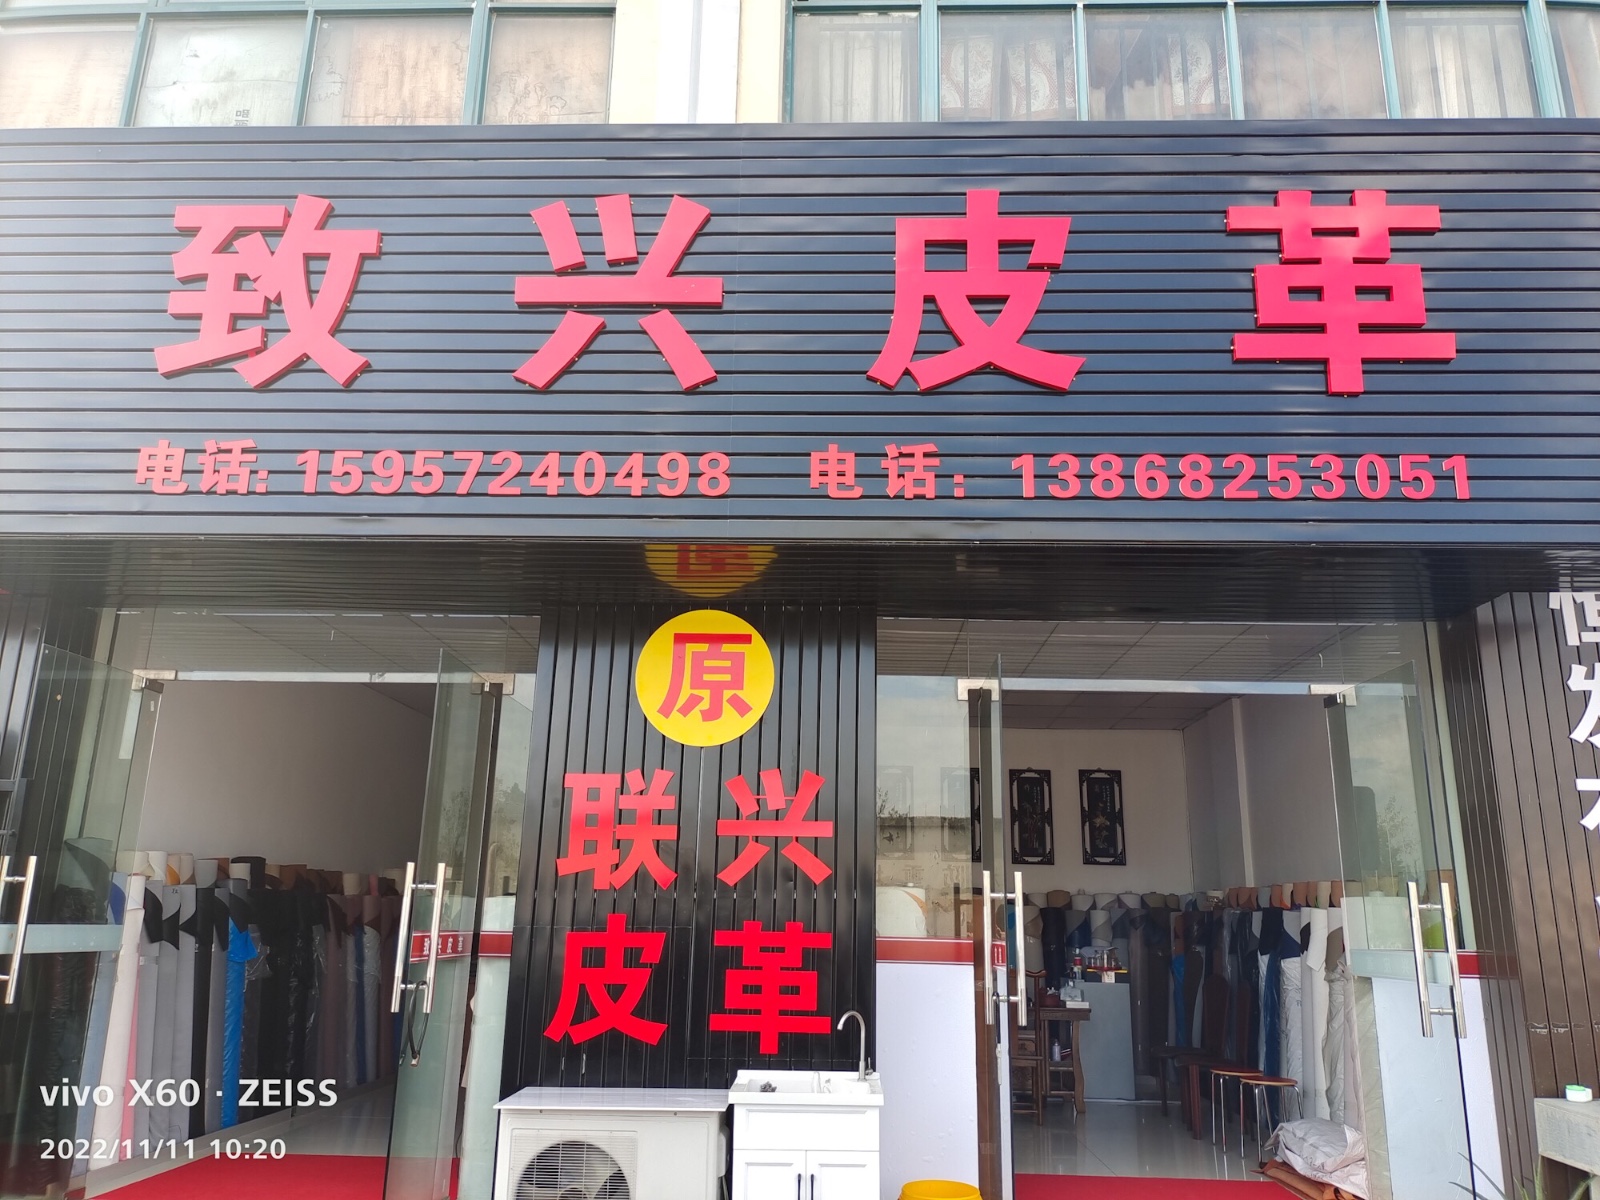 致兴皮革
电话: 15957240498 电话: 13868253051
原
联兴
皮革
vivo X60 · ZEISS
2022/11/11 10:20